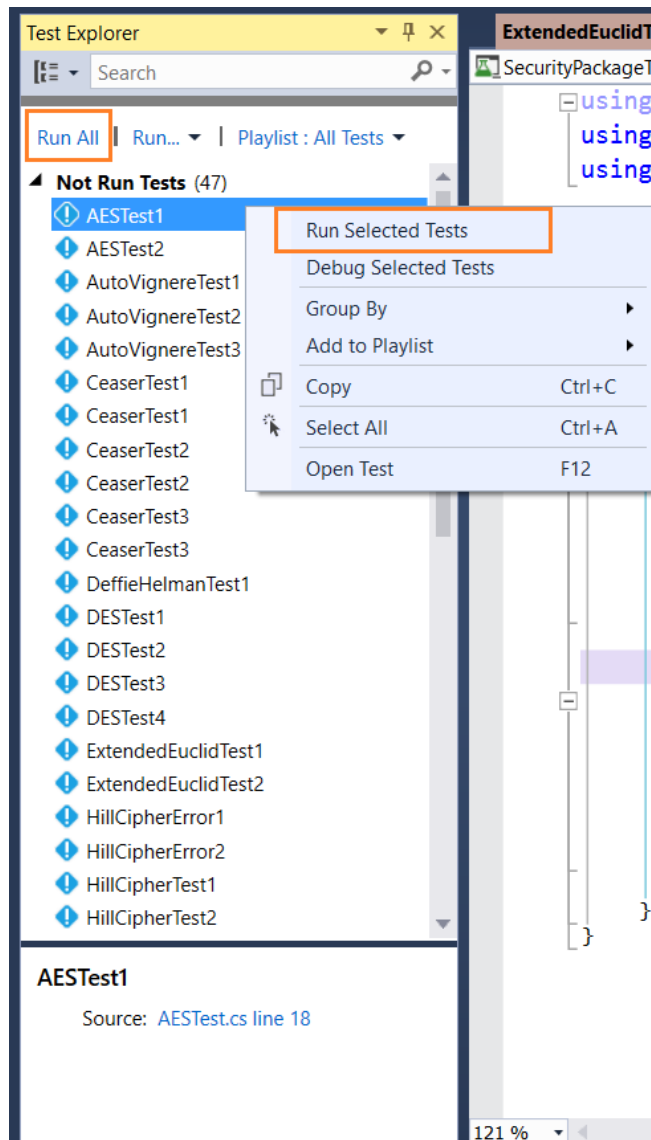 Test Explorer
Search
Run All | Run... | Playlist : All Tests
Not Run Tests (47)
AESTest1
AESTest2
AutoVignereTest1
AutoVignereTest2
AutoVignereTest3
CeaserTest1
CeaserTest1
CeaserTest2
CeaserTest2
CeaserTest3
CeaserTest3
DeffieHelmanTest1
DESTest1
DESTest2
DESTest3
DESTest4
ExtendedEuclidTest1
ExtendedEuclidTest2
HillCipherError1
HillCipherError2
HillCipherTest1
HillCipherTest2
Run Selected Tests
Debug Selected Tests
Group By
Add to Playlist
Copy Ctrl+C
Select All Ctrl+A
Open Test F12
AESTest1
Source: AESTest.cs line 18
ExtendedEuclidT
SecurityPackageT
using
using
using
}
}
121 %